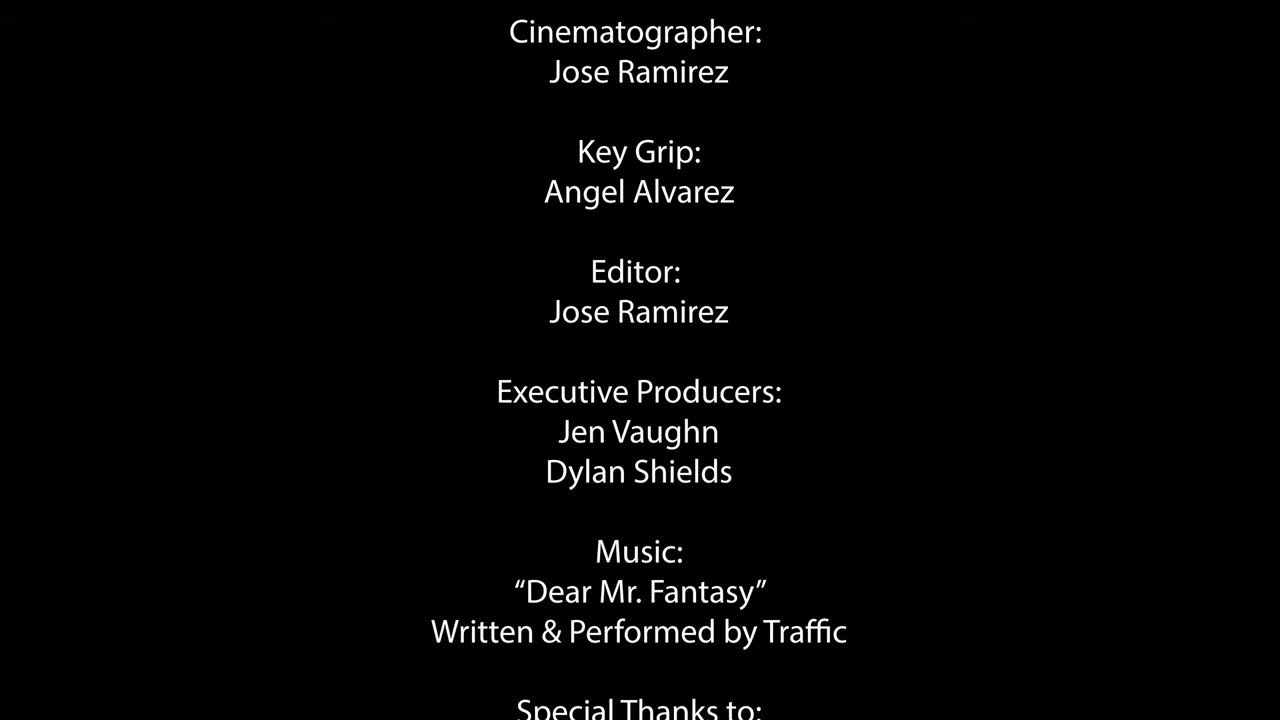 Cinematographer:
Jose Ramirez
Key Grip:
Angel Alvarez
Editor:
Jose Ramirez
Executive Producers:
Jen Vaughn
Dylan Shields
Music:
“Dear Mr. Fantasy”
Written & Performed by Traffic
Special Thanks to: